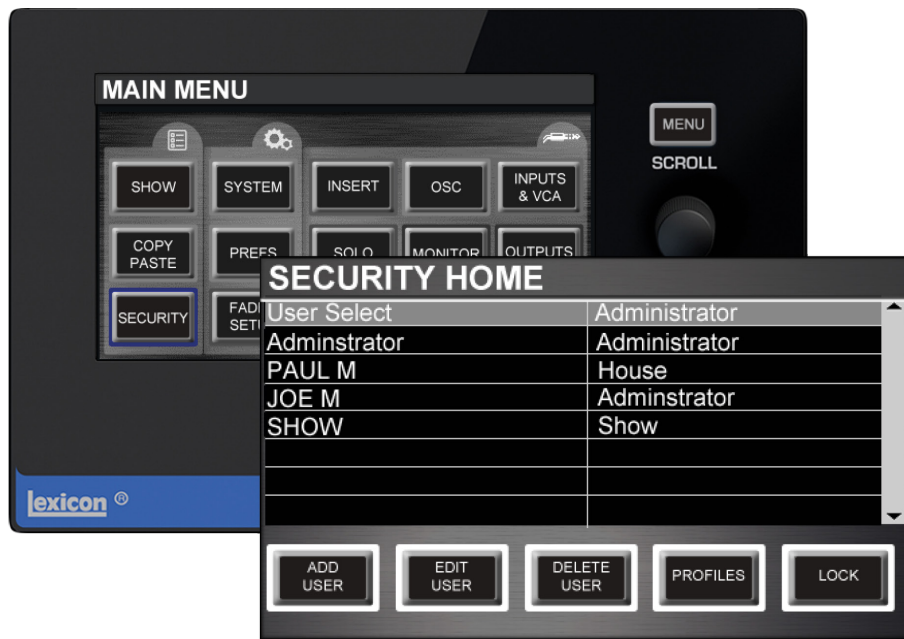 MAIN MENU
MENU
SCROLL
SHOW
SYSTEM
INSERT
OSC
INPUTS
& VCA
COPY
PASTE
PREFS
SOLO
MONITOR
OUTPUTS
SECURITY
lexicon ®
SECURITY HOME
User Select Administrator
Adminstrator Administrator
PAUL M House
JOE M Adminstrator
SHOW Show
ADD
USER
EDIT
USER
DELETE
USER
PROFILES
LOCK